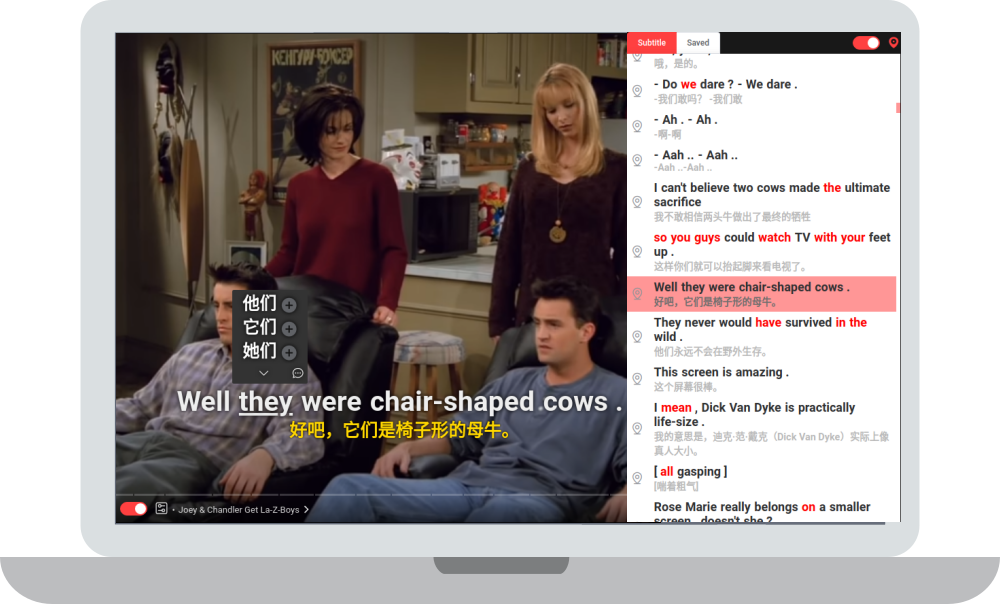 КЕНГУРУ-БОКСЕР
他们
它们
她们
Well they were chair-shaped cows .
好吧，它们是椅子形的母牛。
• Joey & Chandler Get La-Z-Boys
Subtitle
Saved
哦，是的。
- Do we dare ? - We dare .
-我们敢吗？ -我们敢
- Ah . - Ah .
-啊-啊
- Aah .. - Aah ..
-Aah ..-Aah ..
I can't believe two cows made the ultimate
sacrifice
我不敢相信两头牛做出了最终的牺牲
so you guys could watch TV with your feet
up .
这样你们就可以抬起脚来看电视了。
Well they were chair-shaped cows .
好吧，它们是椅子形的母牛。
They never would have survived in the
wild .
他们永远不会在野外生存。
This screen is amazing .
这个屏幕很棒。
I mean , Dick Van Dyke is practically
life-size .
我的意思是，迪克·范·戴克（Dick Van Dyke）实际上像
真人大小。
[ all gasping ]
[喘着粗气]
Rose Marie really belongs on a smaller
screen , doesn't she ?